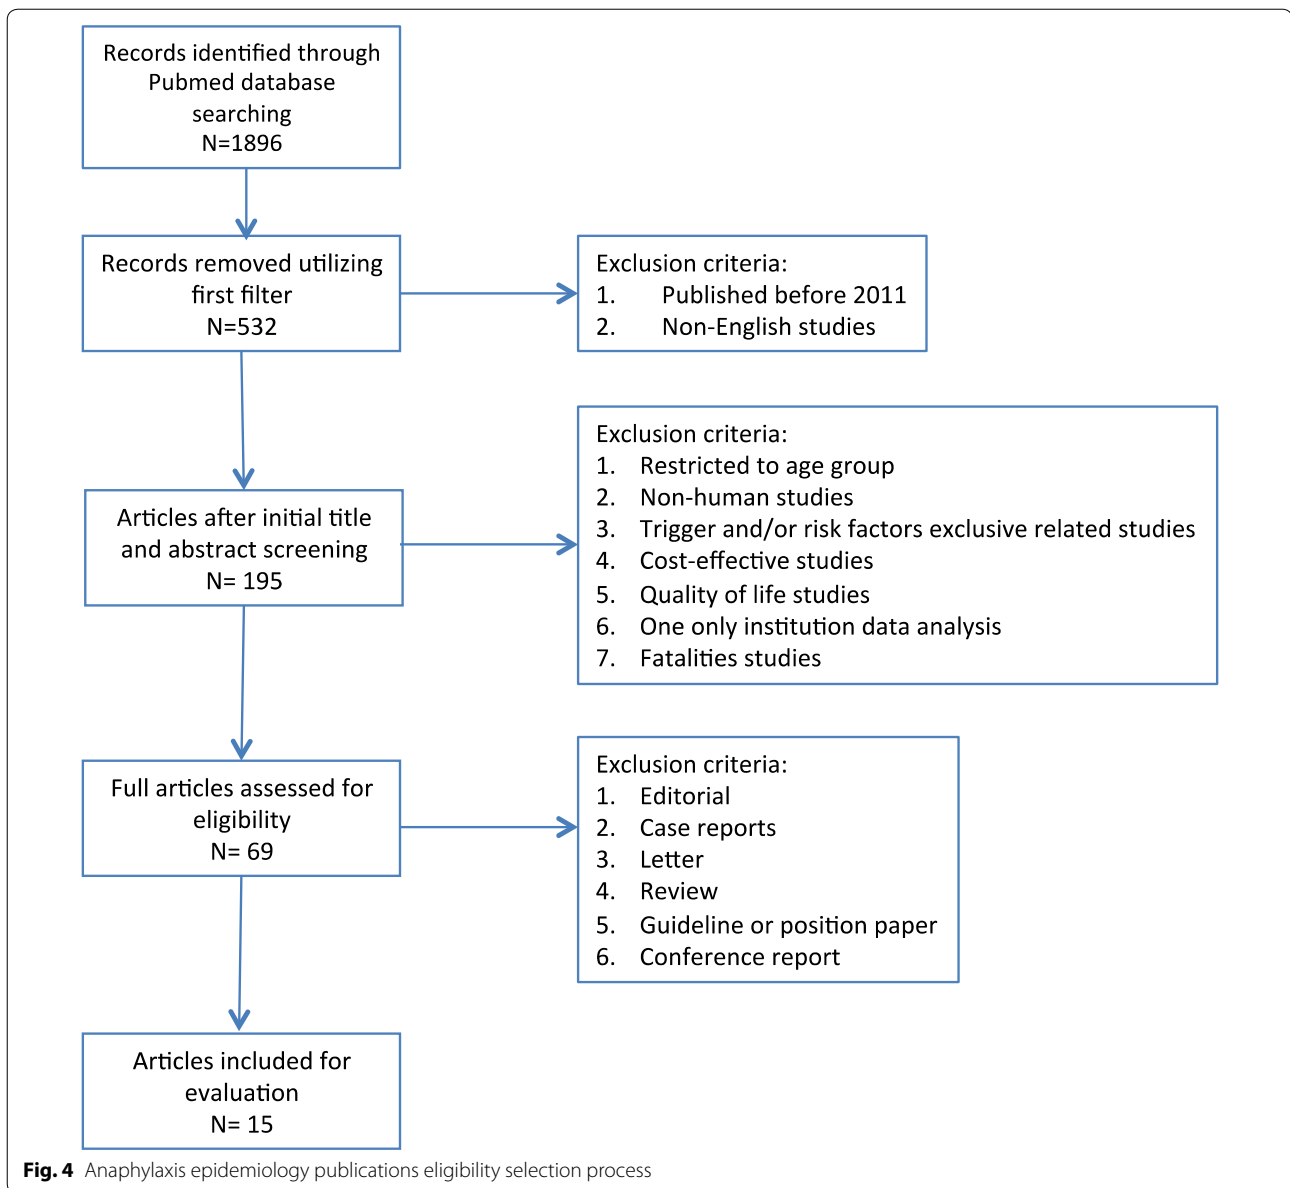 Records identified through
Pubmed database
searching
N=1896
Records removed utilizing
first filter
N=532
Exclusion criteria:
1. Published before 2011
2. Non-English studies
Articles after initial title
and abstract screening
N= 195
Exclusion criteria:
1. Restricted to age group
2. Non-human studies
3. Trigger and/or risk factors exclusive related studies
4. Cost-effective studies
5. Quality of life studies
6. One only institution data analysis
7. Fatalities studies
Full articles assessed for
eligibility
N= 69
Exclusion criteria:
1. Editorial
2. Case reports
3. Letter
4. Review
5. Guideline or position paper
6. Conference report
Articles included for
evaluation
N= 15
Fig. 4 Anaphylaxis epidemiology publications eligibility selection process